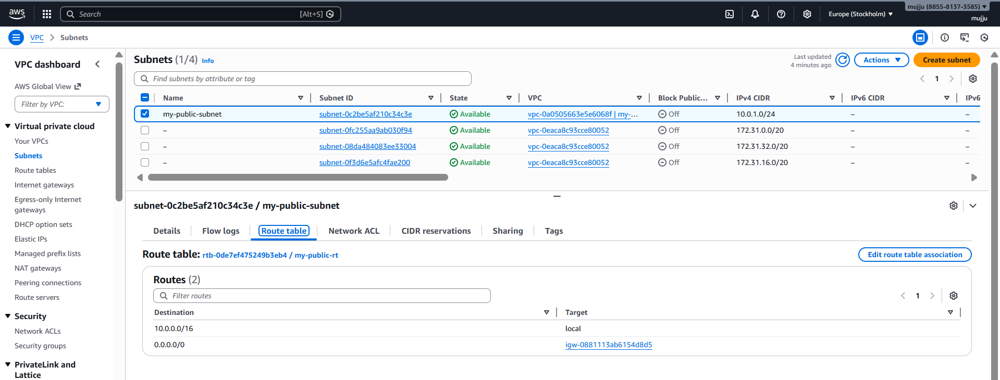 aws
Search
[Alt+S]
Europe (Stockholm)
mujju (8855-8137-3585)
mujju
VPC
Subnets
VPC dashboard
AWS Global View
Filter by VPC:
Virtual private cloud
Your VPCs
Subnets
Route tables
Internet gateways
Egress-only Internet
gateways
DHCP option sets
Elastic IPs
Managed prefix lists
NAT gateways
Peering connections
Route servers
Security
Network ACLs
Security groups
PrivateLink and
Lattice
Subnets (1/4) Info
Last updated
4 minutes ago
Actions
Create subnet
Find subnets by attribute or tag
1
Name Subnet ID State VPC Block Public... IPv4 CIDR IPv6 CIDR IPv6
my-public-subnet subnet-0c2be5af210c34c3e Available vpc-0a0505663e5e6068f | my-... Off 10.0.1.0/24 – –
– subnet-0fc255aa9ab030f94 Available vpc-0eaca8c93cce80052 Off 172.31.0.0/20 – –
– subnet-08da484083ee33004 Available vpc-0eaca8c93cce80052 Off 172.31.32.0/20 – –
– subnet-0f3d6e5afc4fae200 Available vpc-0eaca8c93cce80052 Off 172.31.16.0/20 – –
subnet-0c2be5af210c34c3e / my-public-subnet
Details Flow logs Route table Network ACL CIDR reservations Sharing Tags
Route table: rtb-0de7ef475249b3eb4 / my-public-rt
Edit route table association
Routes (2)
Filter routes
1
Destination Target
10.0.0.0/16 local
0.0.0.0/0 igw-0881113ab6154d8d5